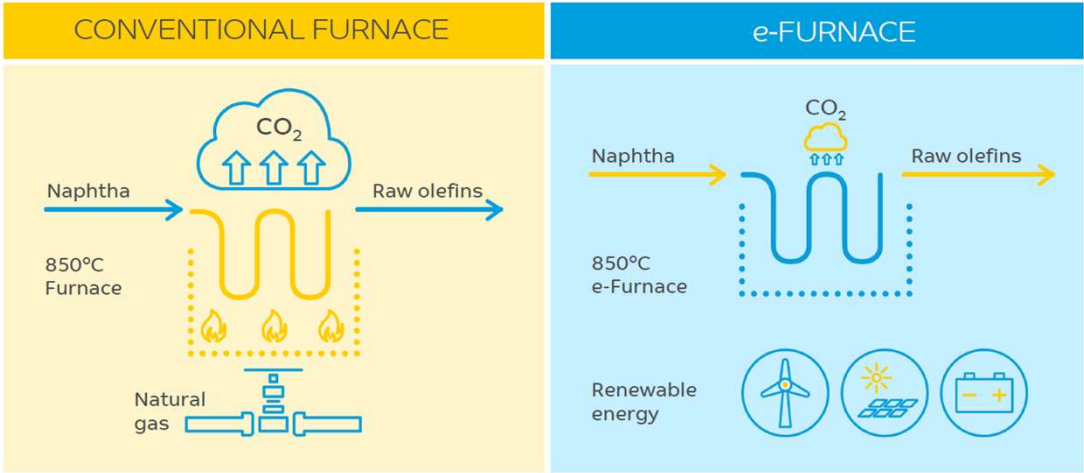 CONVENTIONAL FURNACE
CO₂
Naphtha
Raw olefins
850°C
Furnace
Natural
gas
e-FURNACE
CO₂
Naphtha
Raw olefins
850°C
e-Furnace
Renewable
energy